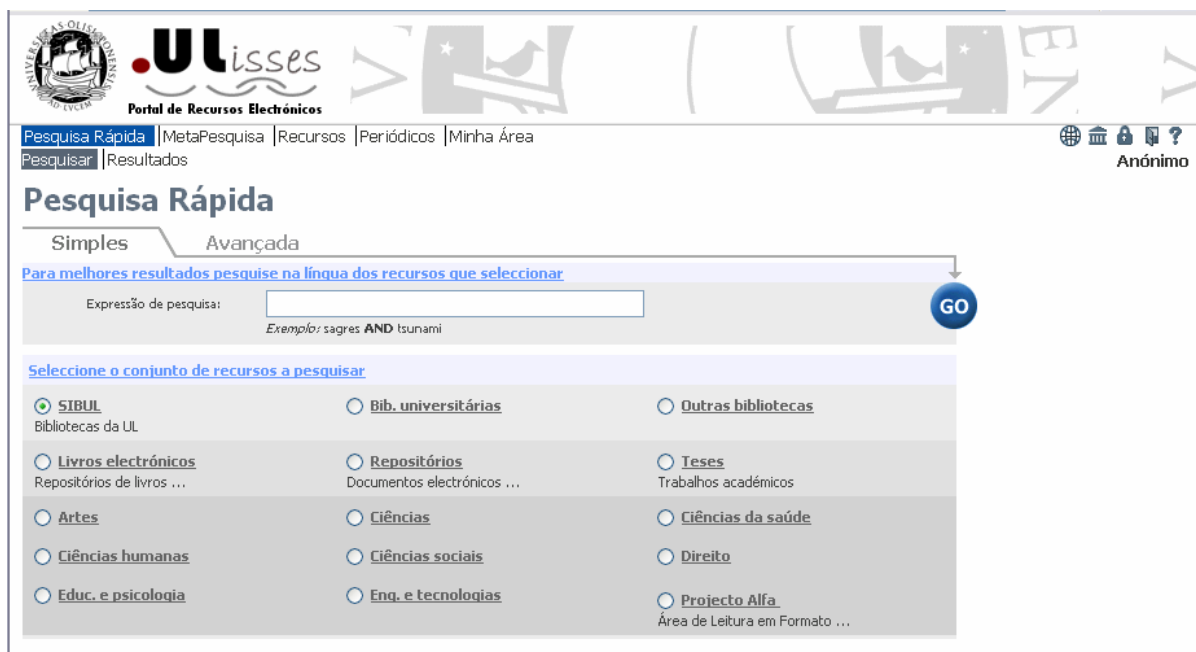 UNIVERSITAS OLISIPONENSIS
AD LVCEM
.ULisses
Portal de Recursos Electrónicos
Pesquisa Rápida | MetaPesquisa | Recursos | Periódicos | Minha Área
Pesquisar | Resultados
Anónimo
Pesquisa Rápida
Simples Avançada
Para melhores resultados pesquise na língua dos recursos que seleccionar
Expressão de pesquisa:
GO
Exemplo: sagres AND tsunami
Seleccione o conjunto de recursos a pesquisar
SIBUL Bib. universitárias Outras bibliotecas
Bibliotecas da UL
Livros electrónicos Repositórios Teses
Repositórios de livros ... Documentos electrónicos ... Trabalhos académicos
Artes Ciências Ciências da saúde
Ciências humanas Ciências sociais Direito
Educ. e psicologia Eng. e tecnologias Projecto Alfa
Área de Leitura em Formato ...